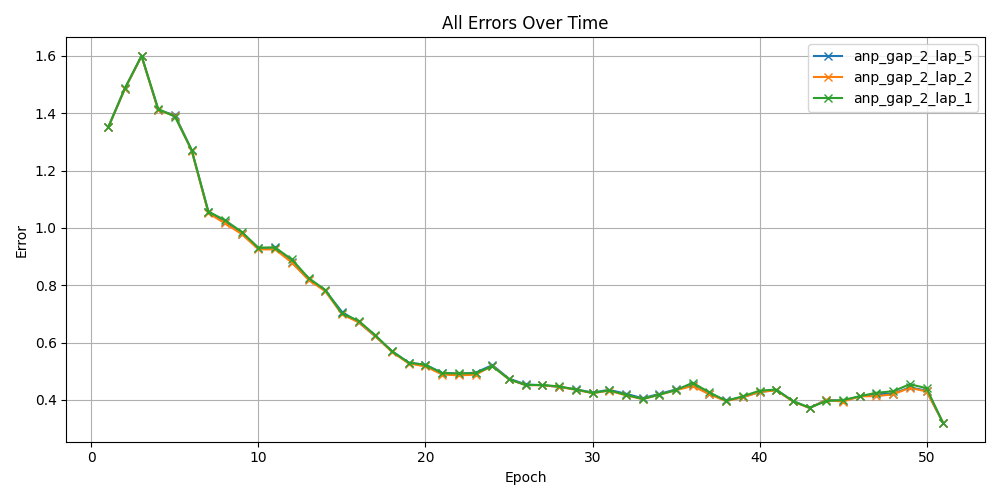 All Errors Over Time
Error
1.6
1.4
1.2
1.0
0.8
0.6
0.4
anp_gap_2_lap_5
anp_gap_2_lap_2
anp_gap_2_lap_1
0 10 20 30 40 50
Epoch